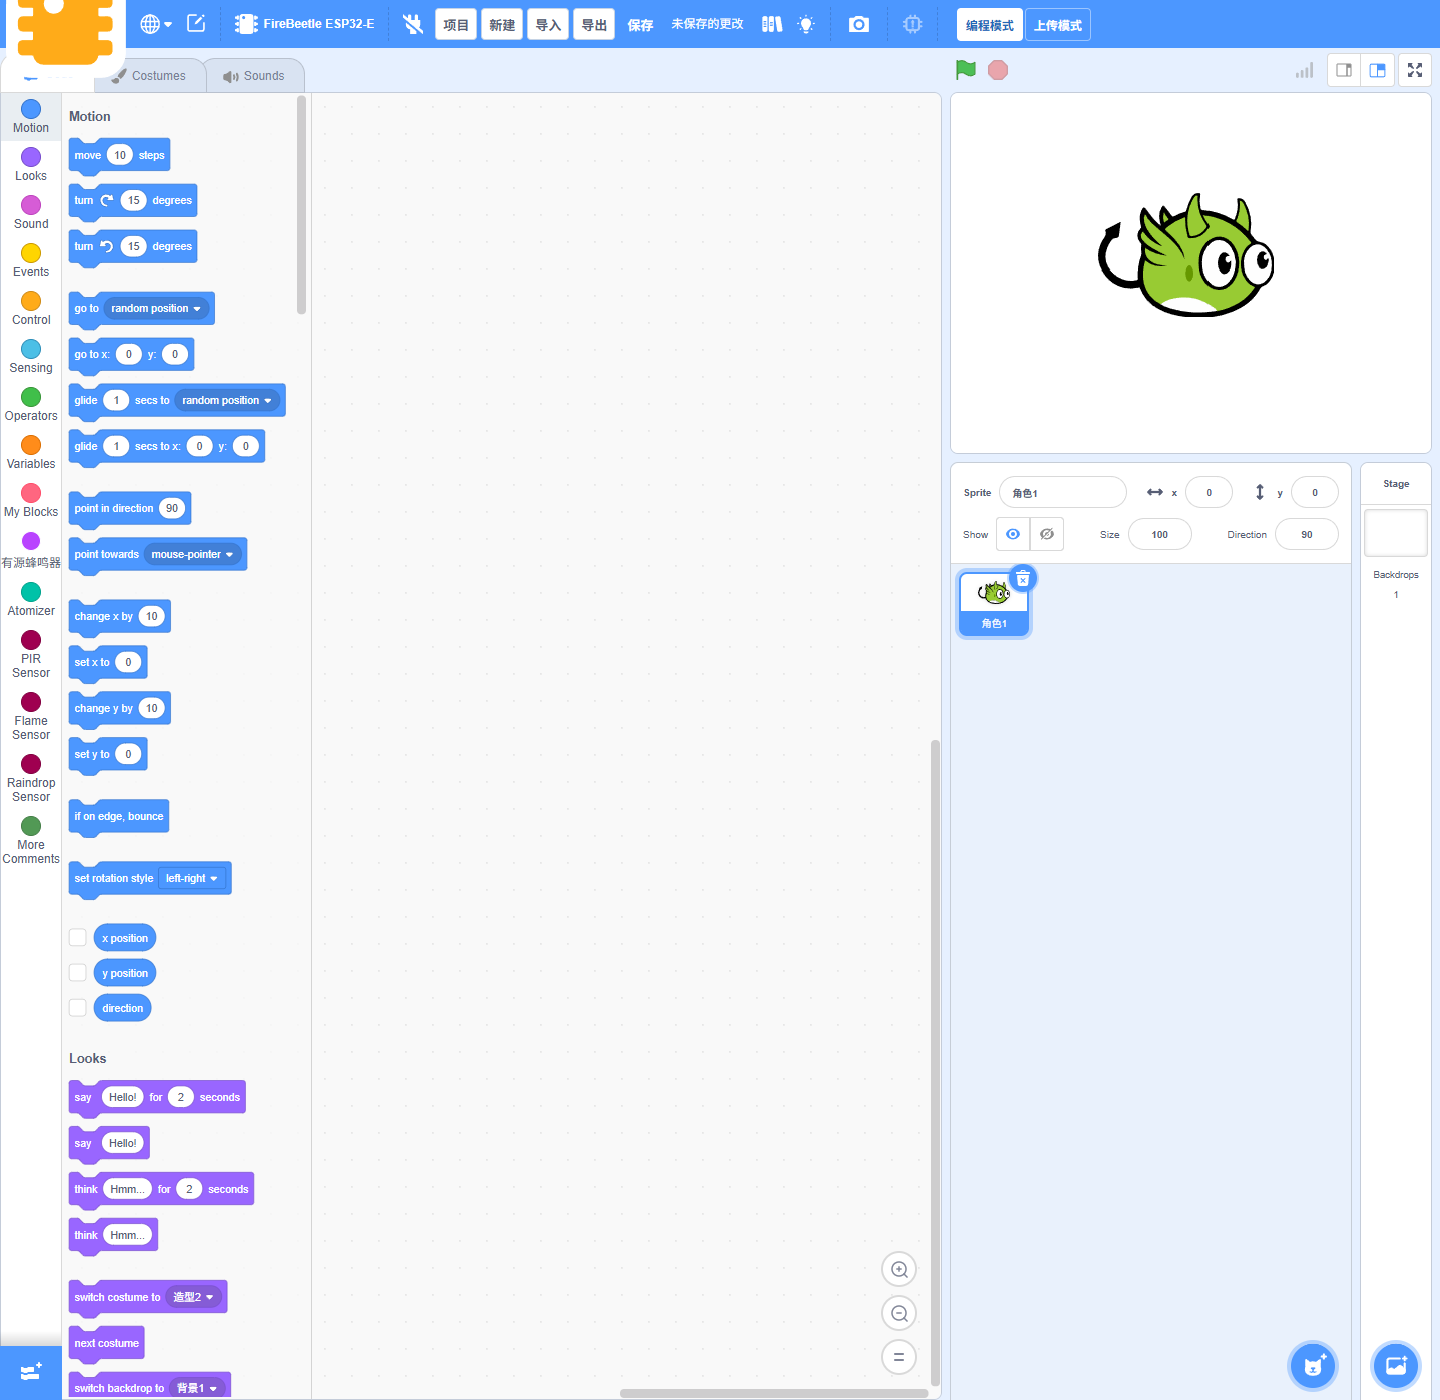 FireBeetle ESP32-E
项目
新建
导入
导出
保存
未保存的更改
编程模式
上传模式
Costumes
Sounds
Motion
Looks
Sound
Events
Control
Sensing
Operators
Variables
My Blocks
有源蜂鸣器
Atomizer
PIR
Sensor
Flame
Sensor
Raindrop
Sensor
More
Comments
Motion
move 10 steps
turn 15 degrees
turn 15 degrees
go to random position
go to x: 0 y: 0
glide 1 secs to random position
glide 1 secs to x: 0 y: 0
point in direction 90
point towards mouse-pointer
change x by 10
set x to 0
change y by 10
set y to 0
if on edge, bounce
set rotation style left-right
x position
y position
direction
Looks
say Hello! for 2 seconds
say Hello!
think Hmm... for 2 seconds
think Hmm...
switch costume to 造型2
next costume
switch backdrop to 背景1
Sprite 角色1 x 0 y 0
Show Size 100 Direction 90
角色1
Stage
Backdrops
1